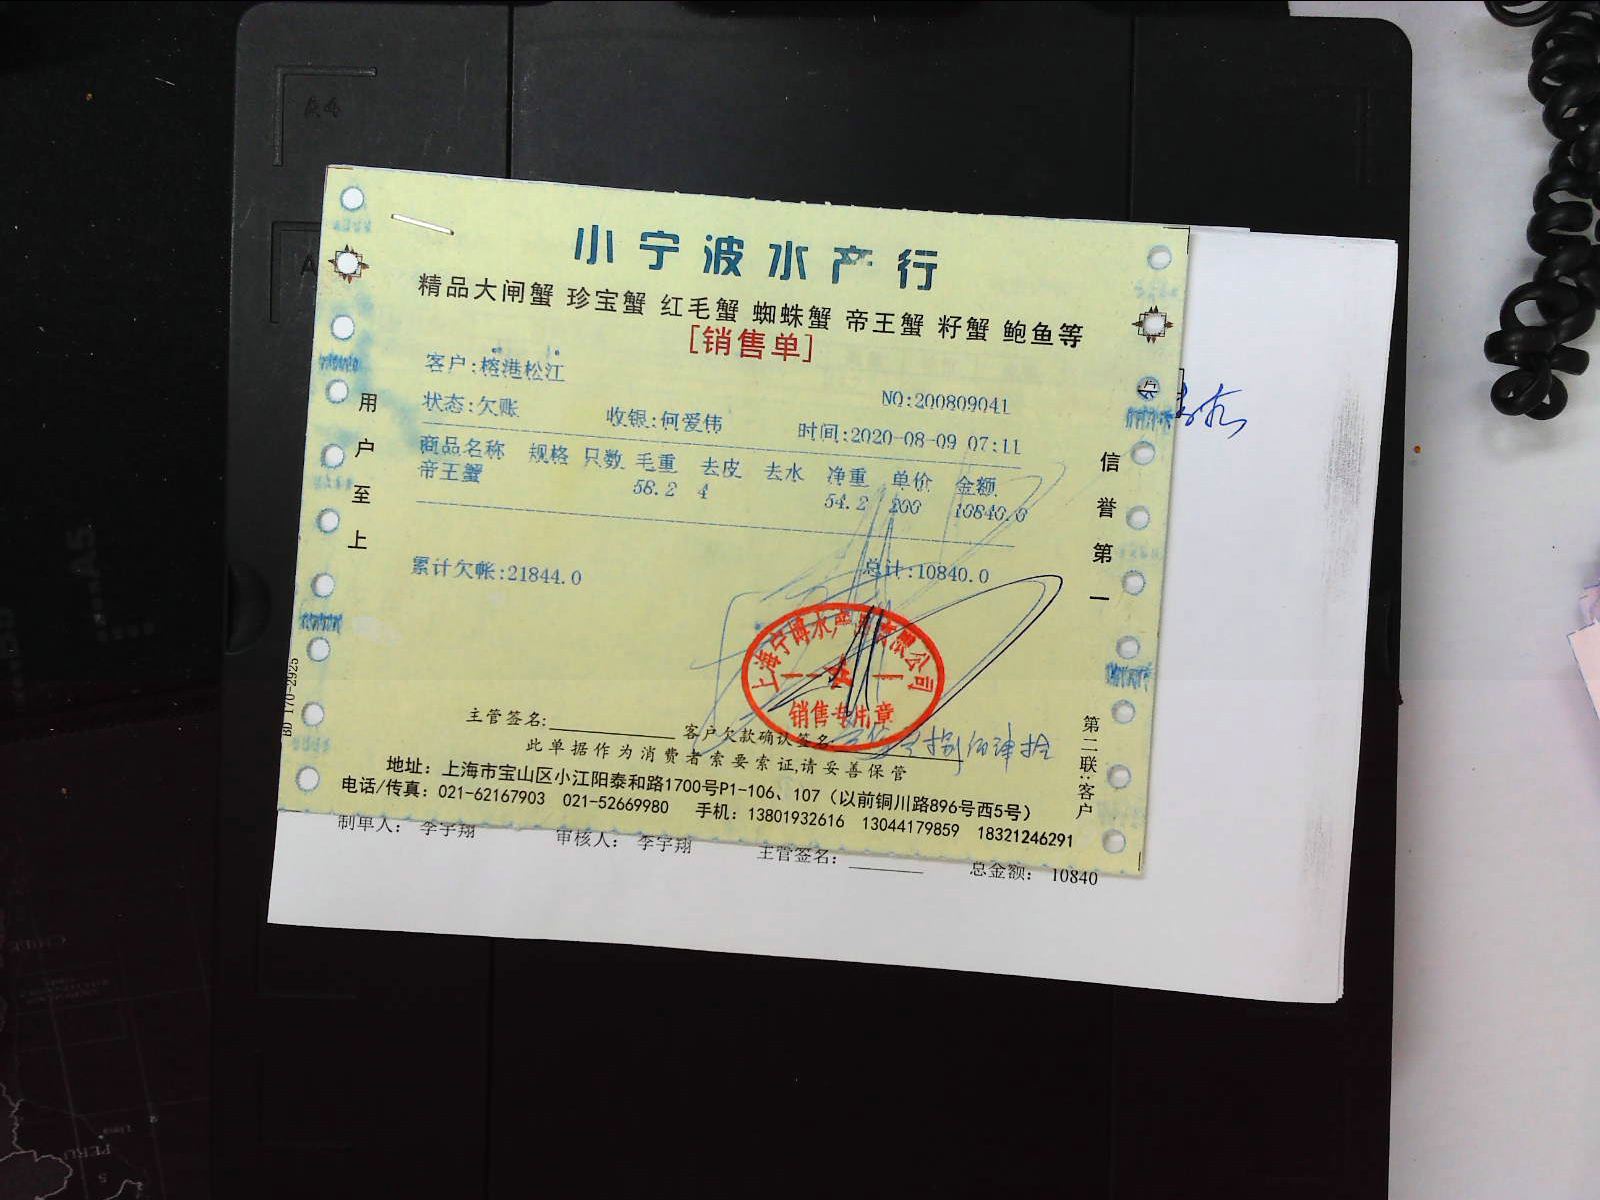 小宁波水产行
精品大闸蟹 珍宝蟹 红毛蟹 蜘蛛蟹 帝王蟹 籽蟹 鲍鱼等
[销售单]
客户:榕港松江
NO:200809041
状态:欠账 收银:何爱伟 时间:2020-08-09 07:11
商品名称 规格 只数 毛重 去皮 去水 净重 单价 金额
帝王蟹 58.2 4 54.2 200 10840.0
累计欠帐:21844.0 总计:10840.0
用户至上
信誉第一
销售专用章
主管签名: 客户欠款确认签名
此单据作为消费者索要索证,请妥善保管
地址：上海市宝山区小江阳泰和路1700号P1-106、107（以前铜川路896号西5号）
电话/传真：021-62167903 021-52669980 手机：13801932616 13044179859 18321246291
第二联:客户
BD 170-2925
制单人： 李宇翔 审核人： 李宇翔 主管签名： 总金额： 10840
A4